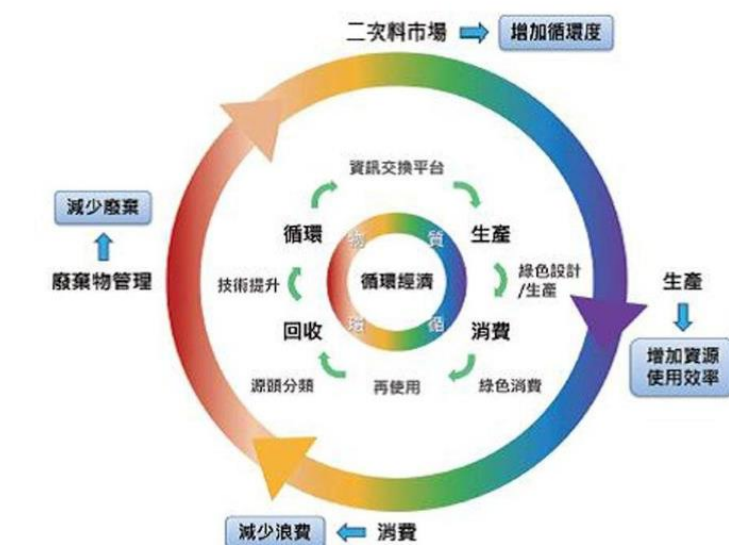 二次料市場
增加循環度
資訊交換平台
減少廢棄
循環
物
質
生產
廢棄物管理
技術提升
循環經濟
綠色設計
/生產
生產
回收
環
循
消費
增加資源
使用效率
源頭分類
再使用
綠色消費
減少浪費
消費